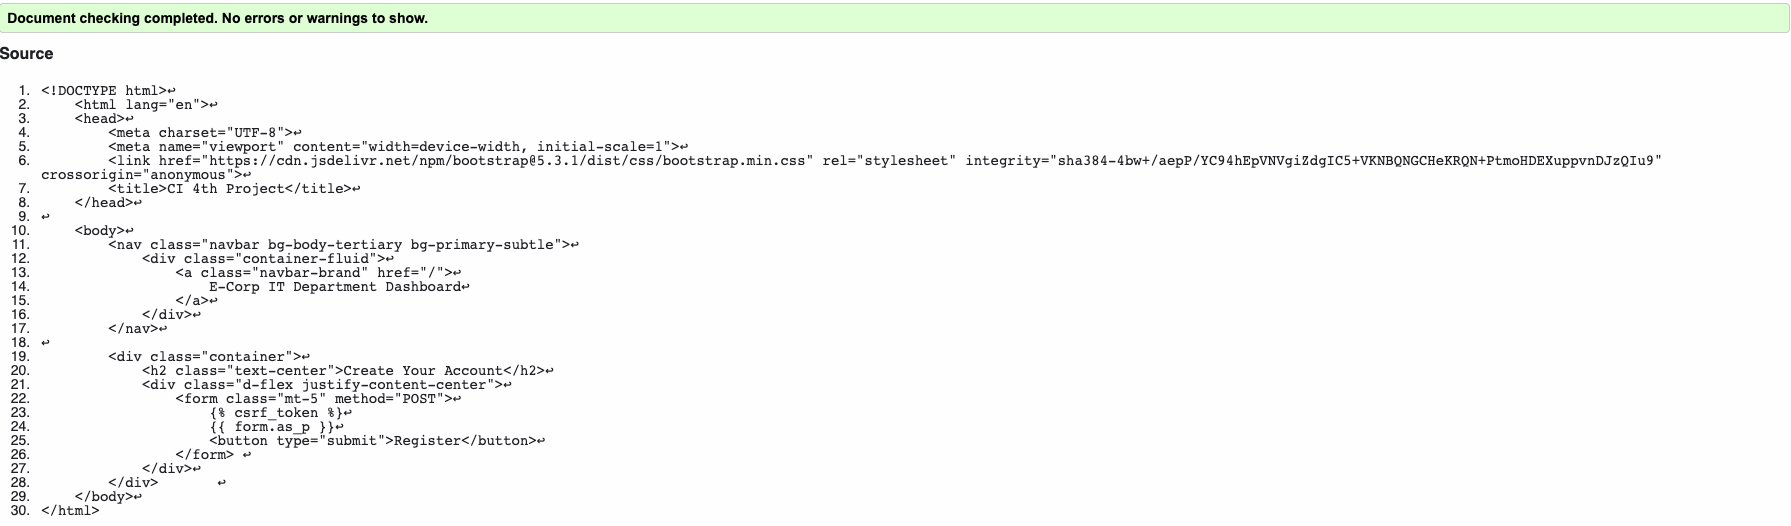 Document checking completed. No errors or warnings to show.
Source
1. <!DOCTYPE html>↩
2.     <html lang="en">↩
3.     <head>↩
4.         <meta charset="UTF-8">↩
5.         <meta name="viewport" content="width=device-width, initial-scale=1">↩
6.         <link href="https://cdn.jsdelivr.net/npm/bootstrap@5.3.1/dist/css/bootstrap.min.css" rel="stylesheet" integrity="sha384-4bw+/aepP/YC94hEpVNVgiZdgIC5+VKNBQNGCHeKRQN+PtmoHDEXuppvnDJzQIu9"
crossorigin="anonymous">↩
7.         <title>CI 4th Project</title>↩
8.     </head>↩
9. ↩
10.     <body>↩
11.         <nav class="navbar bg-body-tertiary bg-primary-subtle">↩
12.             <div class="container-fluid">↩
13.                 <a class="navbar-brand" href="/">↩
14.                     E-Corp IT Department Dashboard↩
15.                 </a>↩
16.             </div>↩
17.         </nav>↩
18. ↩
19.         <div class="container">↩
20.             <h2 class="text-center">Create Your Account</h2>↩
21.             <div class="d-flex justify-content-center">↩
22.                 <form class="mt-5" method="POST">↩
23.                     {% csrf_token %}↩
24.                     {{ form.as_p }}↩
25.                     <button type="submit">Register</button>↩
26.                 </form> ↩
27.             </div>↩
28.         </div>       ↩
29.     </body>↩
30. </html>